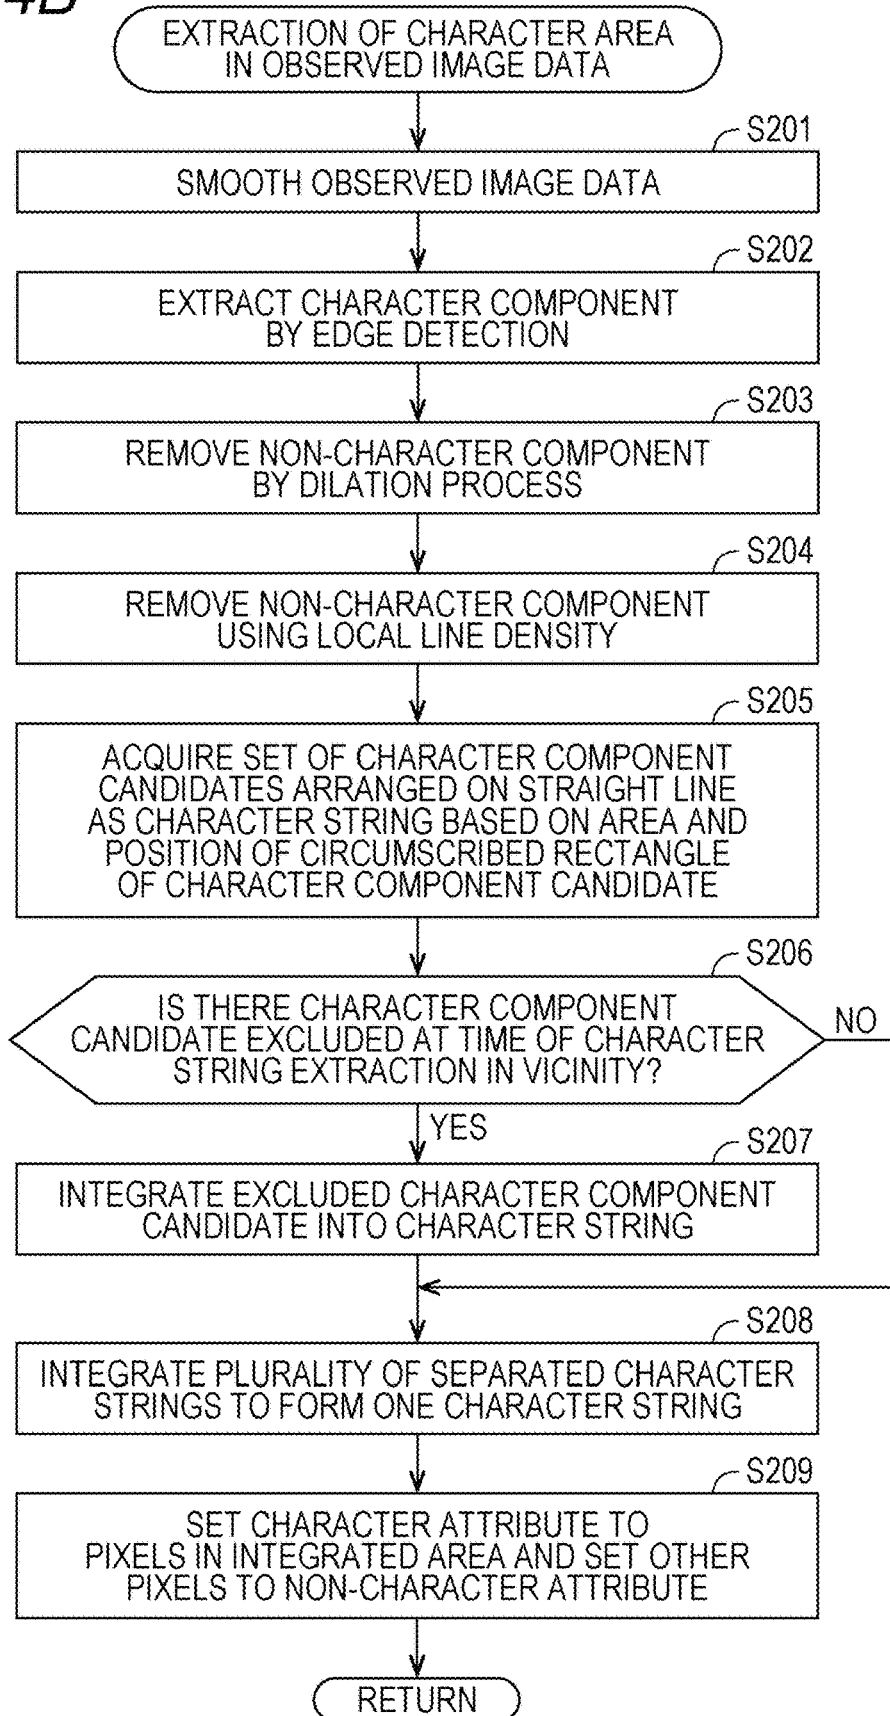 4B
EXTRACTION OF CHARACTER AREA
IN OBSERVED IMAGE DATA
S201
SMOOTH OBSERVED IMAGE DATA
S202
EXTRACT CHARACTER COMPONENT
BY EDGE DETECTION
S203
REMOVE NON-CHARACTER COMPONENT
BY DILATION PROCESS
S204
REMOVE NON-CHARACTER COMPONENT
USING LOCAL LINE DENSITY
S205
ACQUIRE SET OF CHARACTER COMPONENT
CANDIDATES ARRANGED ON STRAIGHT LINE
AS CHARACTER STRING BASED ON AREA AND
POSITION OF CIRCUMSCRIBED RECTANGLE
OF CHARACTER COMPONENT CANDIDATE
S206
IS THERE CHARACTER COMPONENT
CANDIDATE EXCLUDED AT TIME OF CHARACTER
STRING EXTRACTION IN VICINITY?
NO
YES
S207
INTEGRATE EXCLUDED CHARACTER COMPONENT
CANDIDATE INTO CHARACTER STRING
S208
INTEGRATE PLURALITY OF SEPARATED CHARACTER
STRINGS TO FORM ONE CHARACTER STRING
S209
SET CHARACTER ATTRIBUTE TO
PIXELS IN INTEGRATED AREA AND SET OTHER
PIXELS TO NON-CHARACTER ATTRIBUTE
RETURN